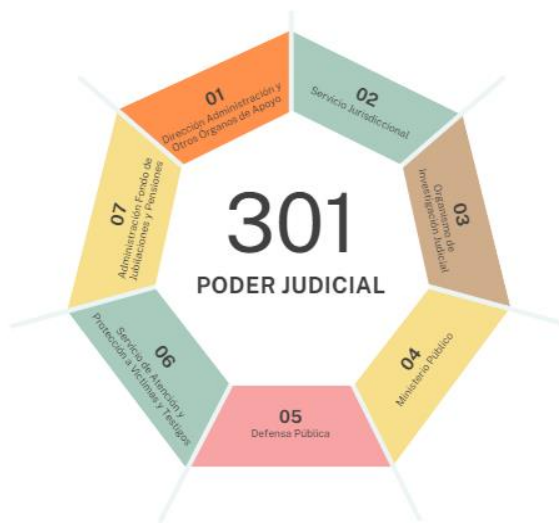 301
PODER JUDICIAL
01
Dirección Administración y
Otros Órganos de Apoyo
02
Servicio Jurisdiccional
03
Organismo de
Investigación Judicial
04
Ministerio Público
05
Defensa Pública
06
Servicio de Atención y
Protección a Víctimas y Testigos
07
Administración Fondo de
Jubilaciones y Pensiones